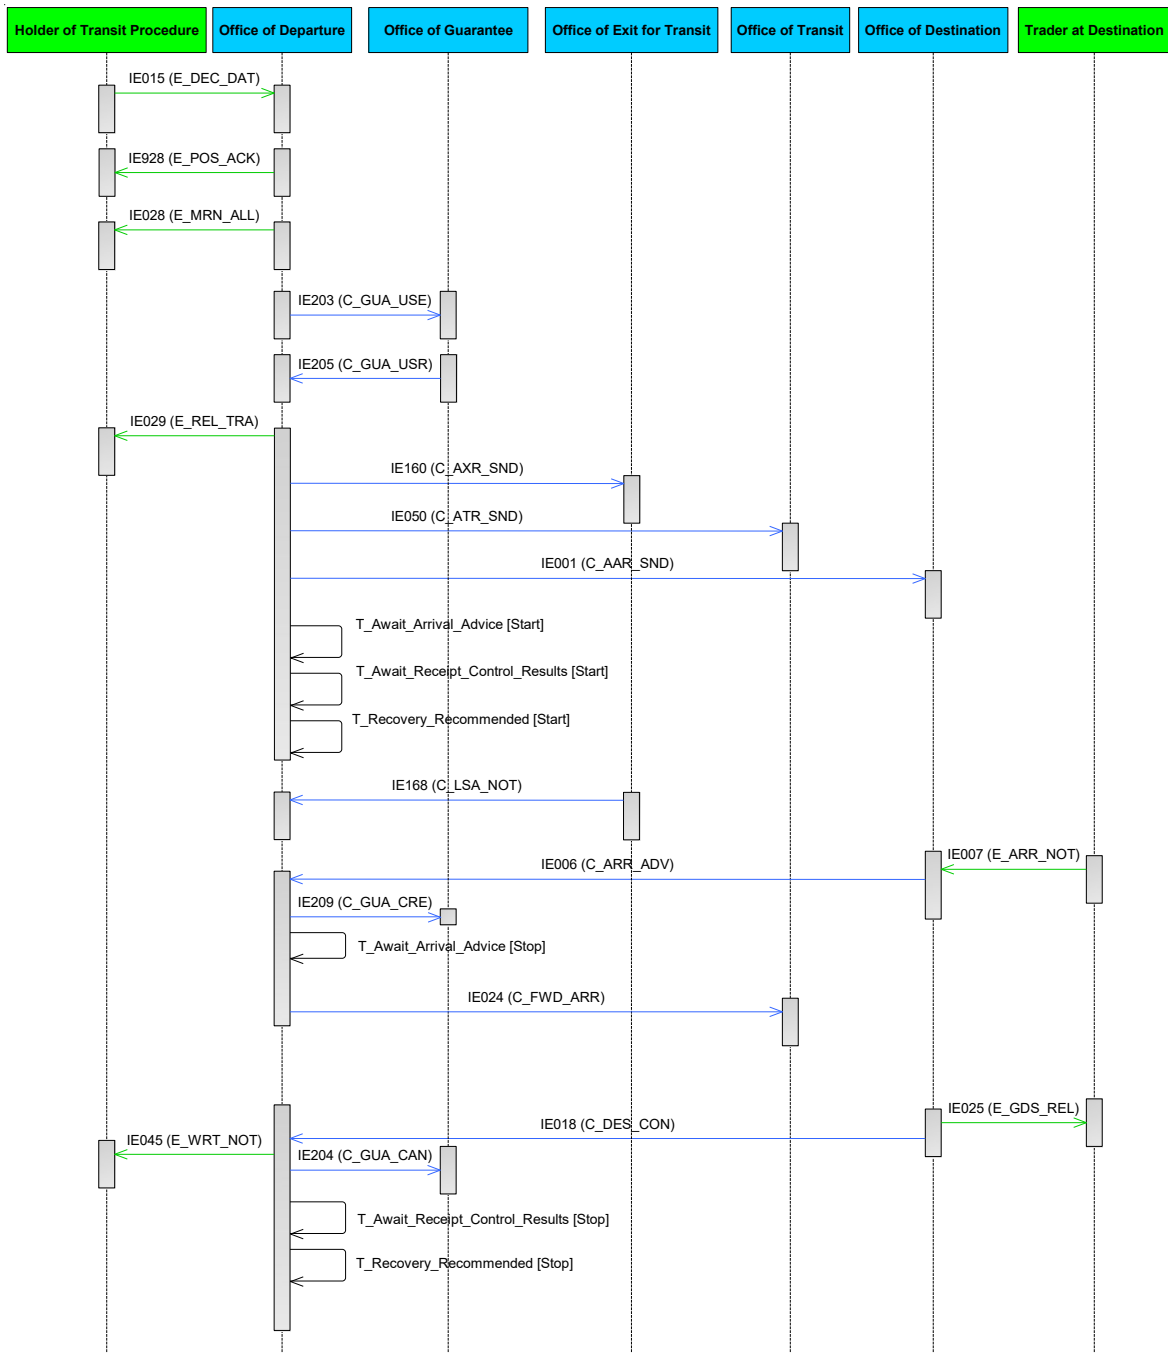 Holder of Transit Procedure
Office of Departure
Office of Guarantee
Office of Exit for Transit
Office of Transit
Office of Destination
Trader at Destination
IE015 (E_DEC_DAT)
IE928 (E_POS_ACK)
IE028 (E_MRN_ALL)
IE203 (C_GUA_USE)
IE205 (C_GUA_USR)
IE029 (E_REL_TRA)
IE160 (C_AXR_SND)
IE050 (C_ATR_SND)
IE001 (C_AAR_SND)
T_Await_Arrival_Advice [Start]
T_Await_Receipt_Control_Results [Start]
T_Recovery_Recommended [Start]
IE168 (C_LSA_NOT)
IE007 (E_ARR_NOT)
IE006 (C_ARR_ADV)
IE209 (C_GUA_CRE)
T_Await_Arrival_Advice [Stop]
IE024 (C_FWD_ARR)
IE025 (E_GDS_REL)
IE018 (C_DES_CON)
IE045 (E_WRT_NOT)
IE204 (C_GUA_CAN)
T_Await_Receipt_Control_Results [Stop]
T_Recovery_Recommended [Stop]